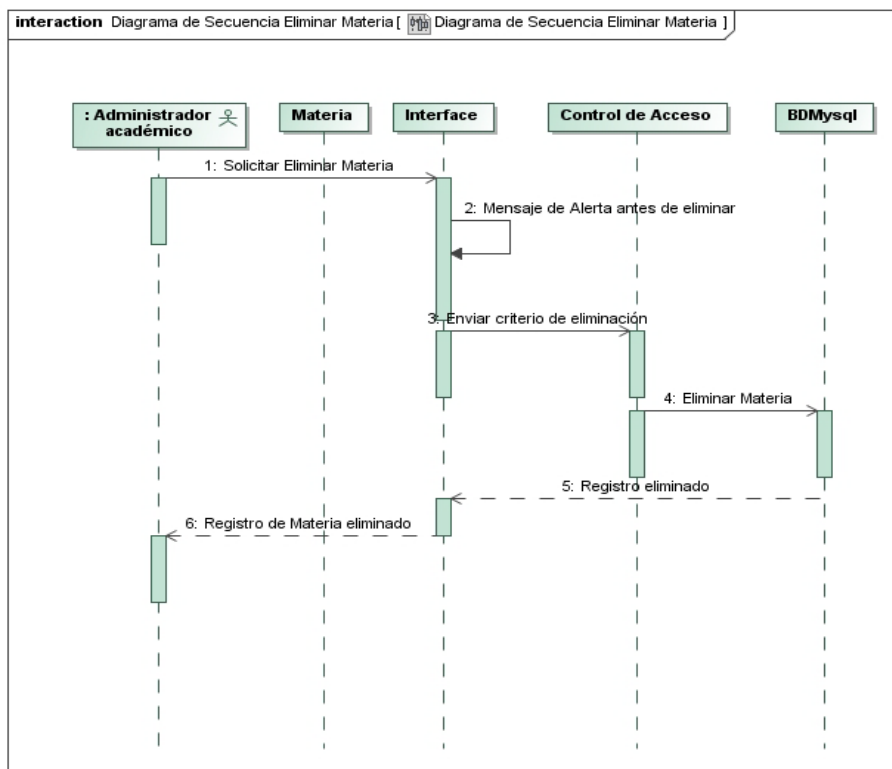 interaction Diagrama de Secuencia Eliminar Materia [ Diagrama de Secuencia Eliminar Materia ]
: Administrador
académico
Materia
Interface
Control de Acceso
BDMysql
1: Solicitar Eliminar Materia
2: Mensaje de Alerta antes de eliminar
3: Enviar criterio de eliminación
4: Eliminar Materia
5: Registro eliminado
6: Registro de Materia eliminado